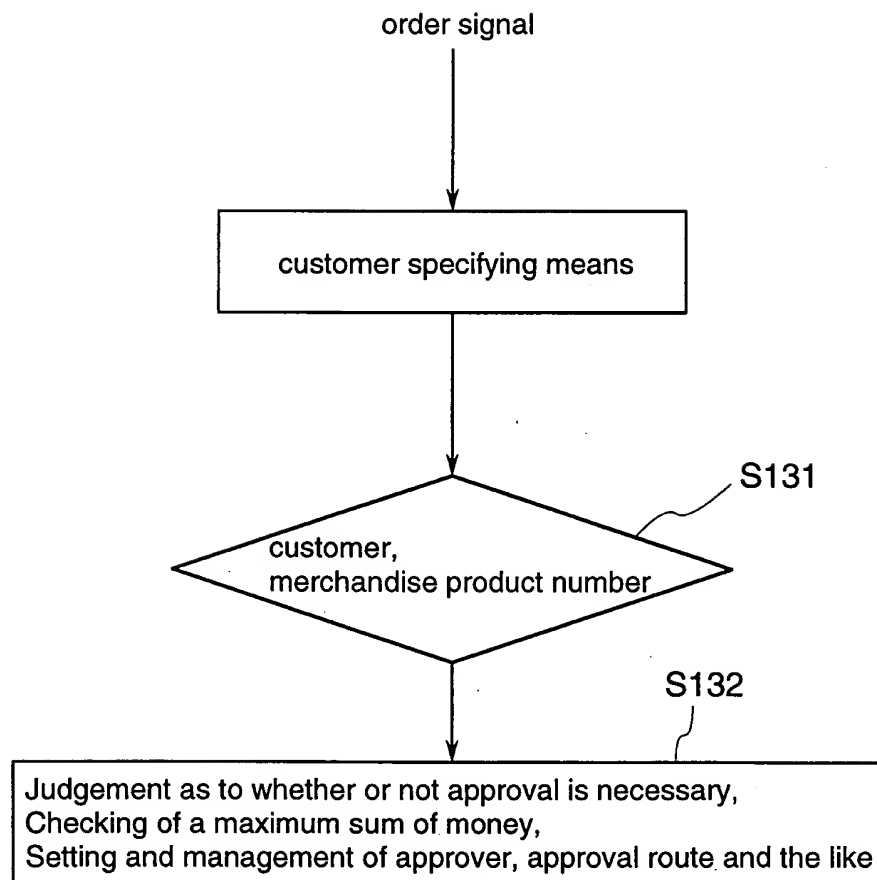 order signal
customer specifying means
S131
customer,
merchandise product number
S132
Judgement as to whether or not approval is necessary,
Checking of a maximum sum of money,
Setting and management of approver, approval route and the like